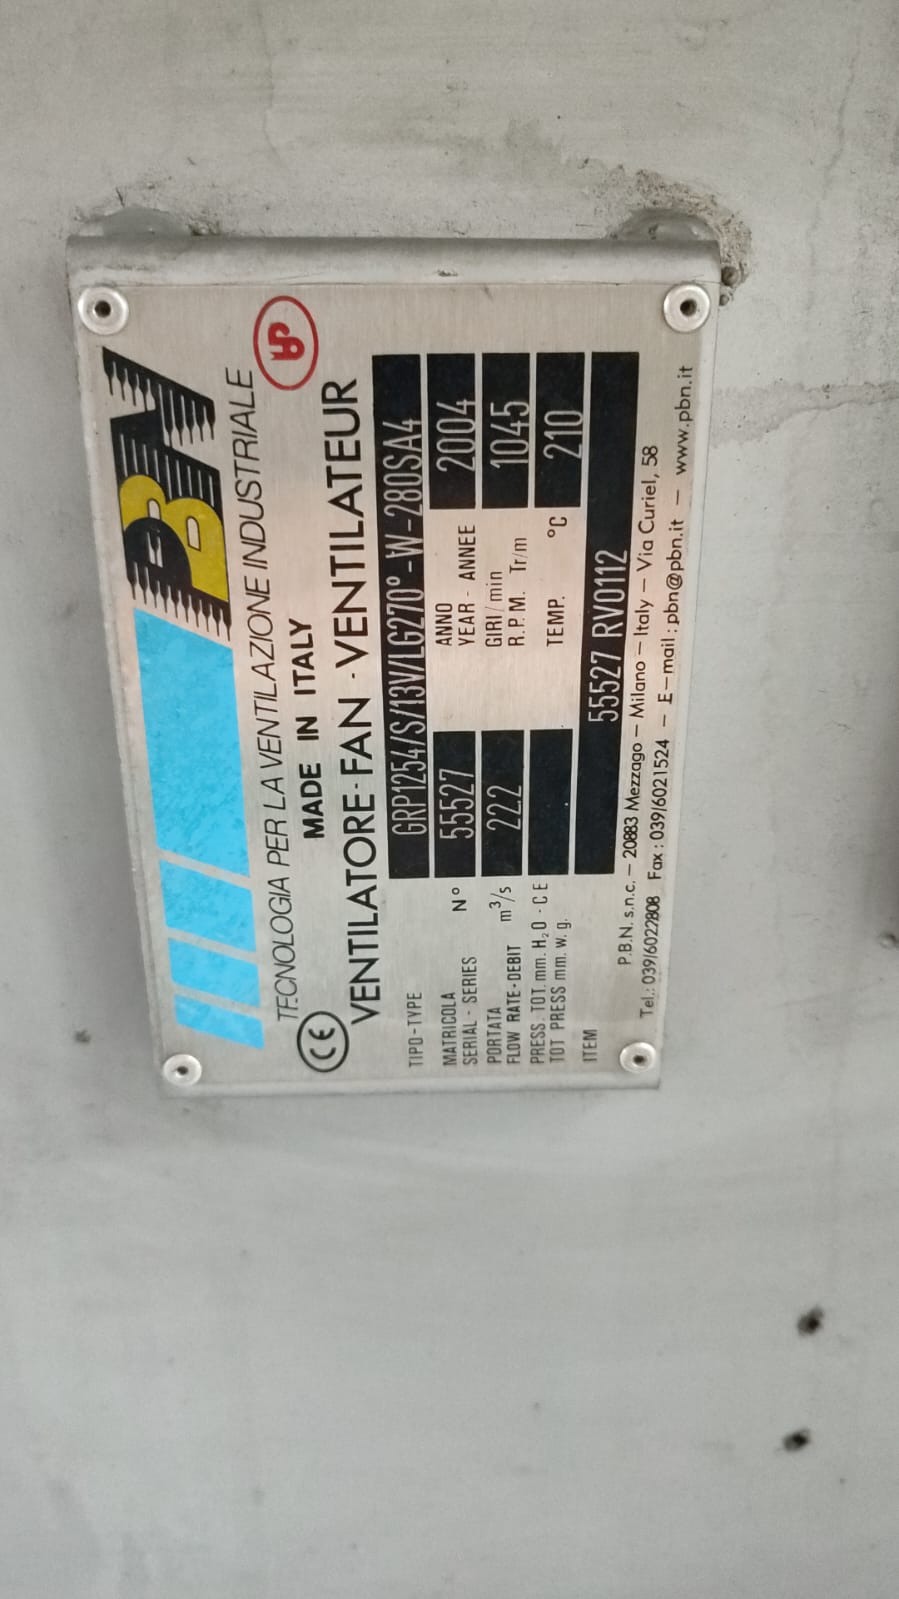 PBN
TECNOLOGIA PER LA VENTILAZIONE INDUSTRIALE
CE MADE IN ITALY
VENTILATORE-FAN-VENTILATEUR
TIPO-TYPE GRP1254/S/13V/LG270°-W-280SA4
MATRICOLA
SERIAL - SERIES N° 55527 ANNO
YEAR - ANNEE 2004
PORTATA
FLOW RATE-DEBIT m³/s 22.2 GIRI/min
R.P.M. Tr/m 1045
PRESS. TOT. mm. H₂O - C E
TOT PRESS mm. w. g. TEMP. °C 210
ITEM 55527 RV0112
P.B.N. s.n.c. – 20883 Mezzago – Milano – Italy – Via Curiel, 58
Tel.: 039/6022808 Fax : 039/6021524 – E-mail : pbn@pbn.it – www.pbn.it